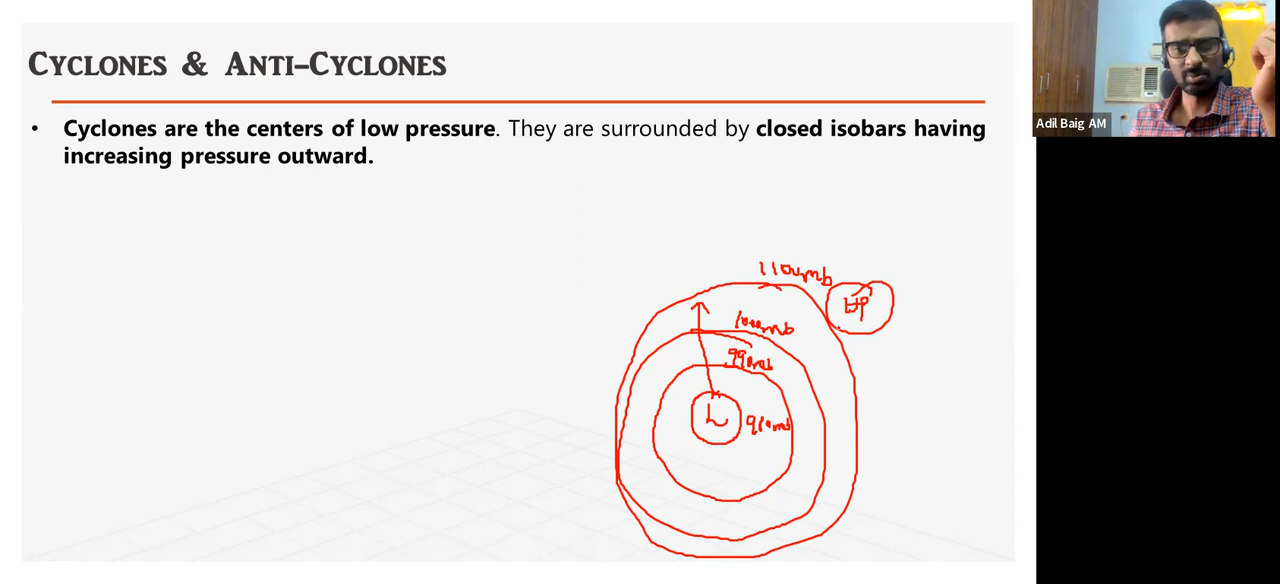 CYCLONES & ANTI–CYCLONES
• Cyclones are the centers of low pressure. They are surrounded by closed isobars having
increasing pressure outward.
1100mb
HP
1000mb
990mb
L
Adil Baig AM